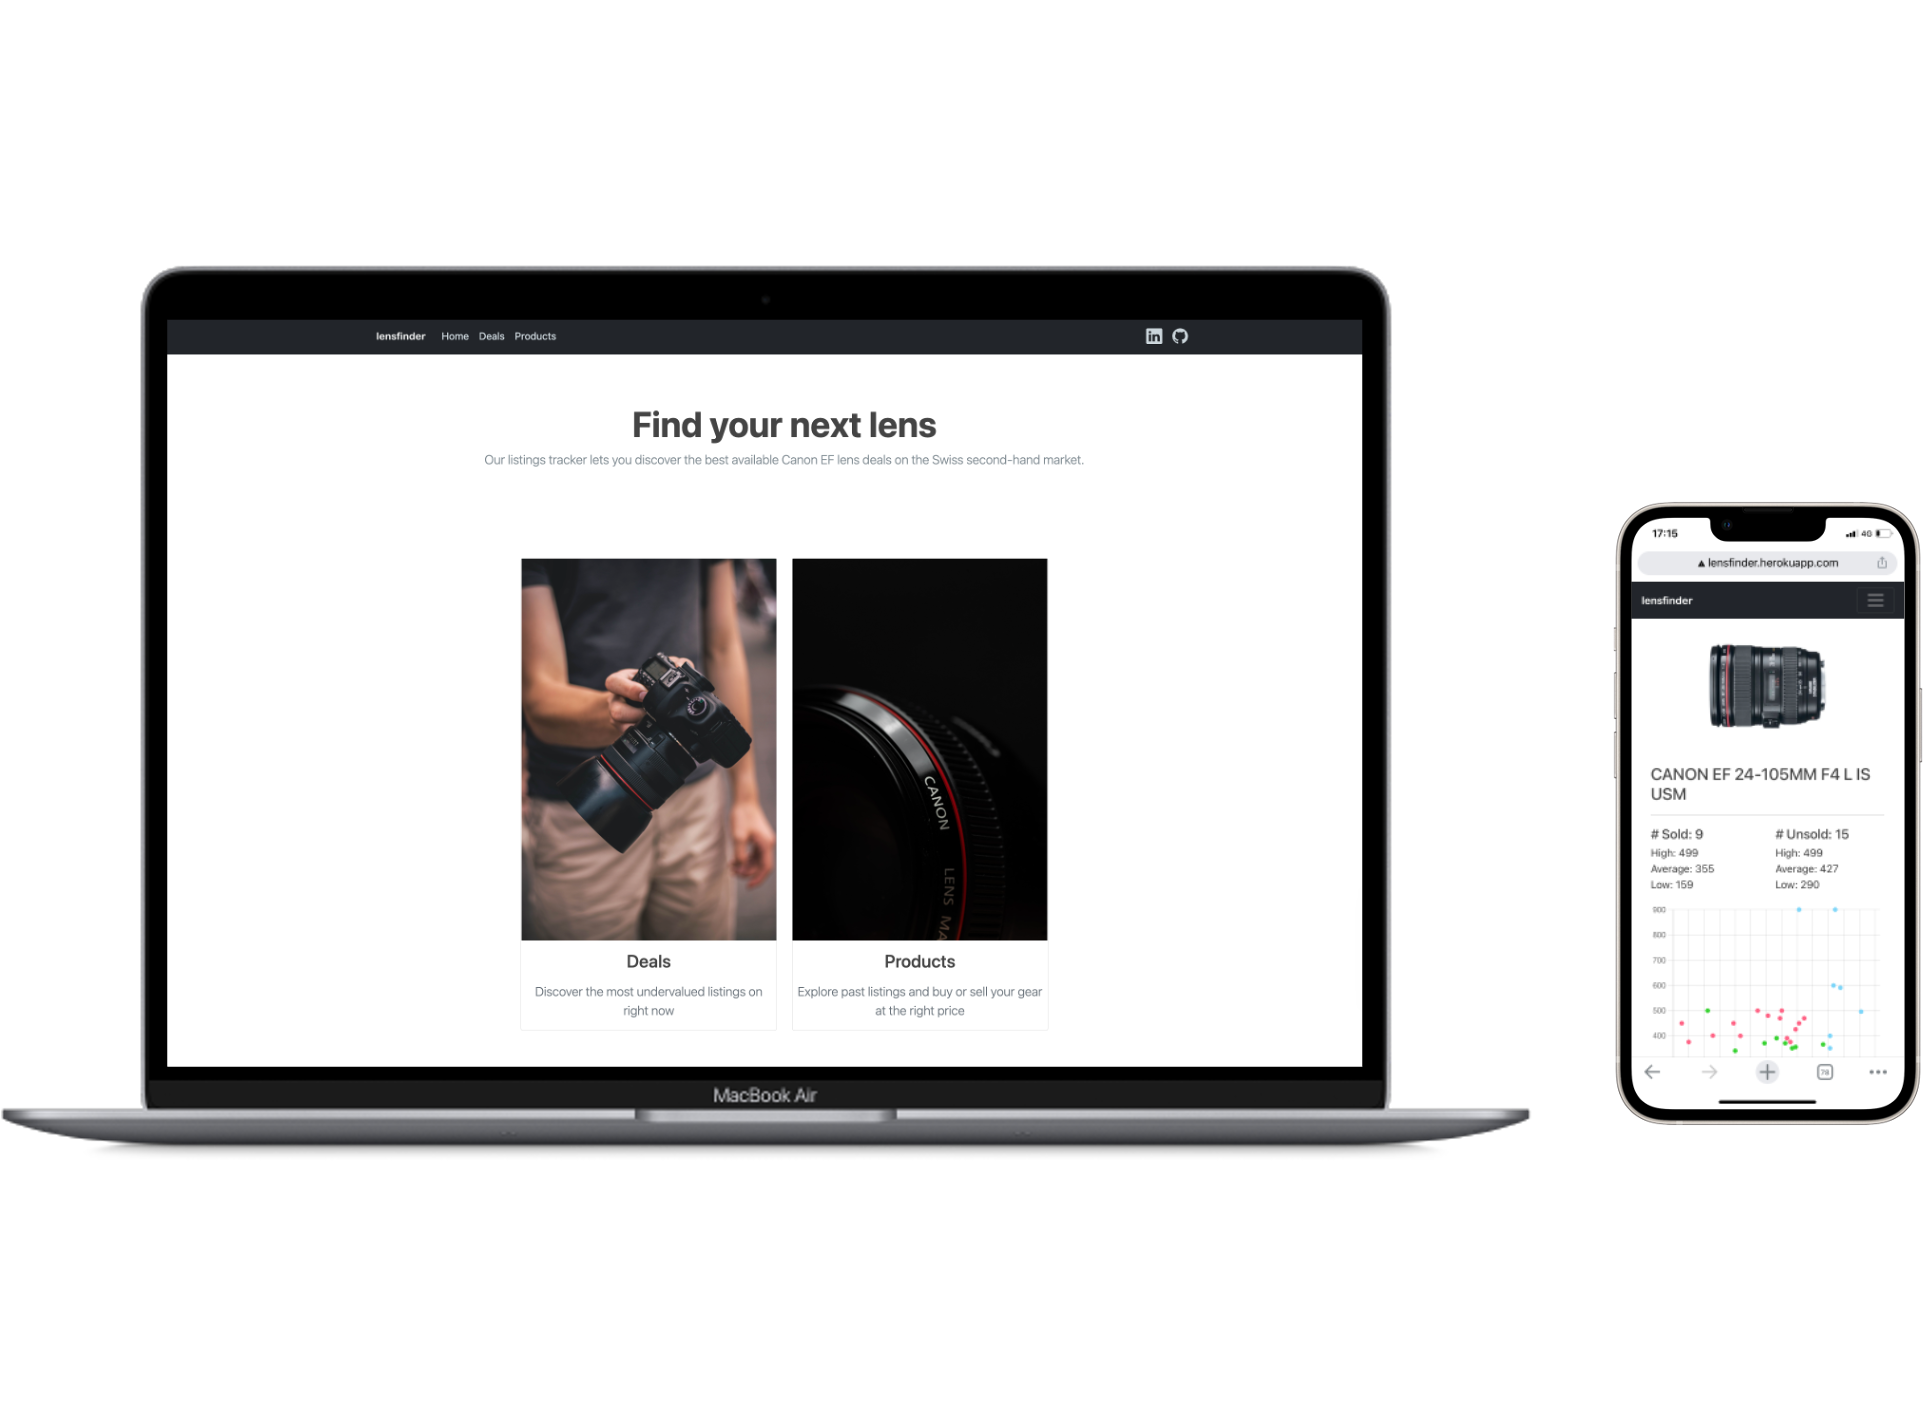 lensfinder Home Deals Products in
Find your next lens
Our listings tracker lets you discover the best available Canon EF lens deals on the Swiss second-hand market.
CANON
LENS MA
Deals
Discover the most undervalued listings on
right now
Products
Explore past listings and buy or sell your gear
at the right price
MacBook Air
17:15 4G
lensfinder.herokuapp.com
lensfinder
CANON EF 24-105MM F4 L IS
USM
# Sold: 9
High: 499
Average: 355
Low: 159
# Unsold: 15
High: 499
Average: 427
Low: 290
900
800
700
600
500
400
78